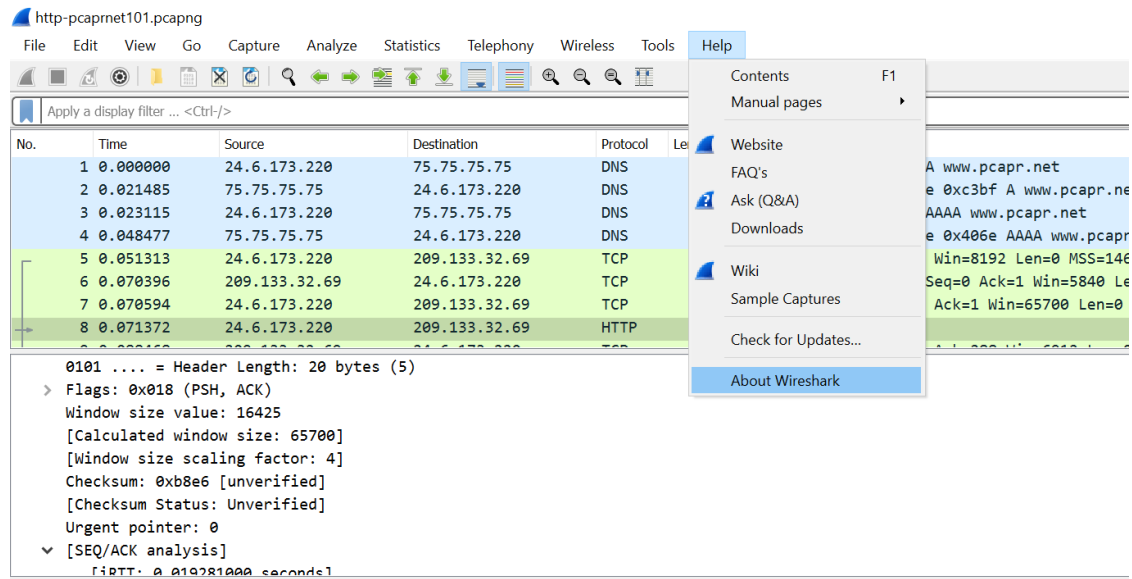 http-pcaprnet101.pcapng
File Edit View Go Capture Analyze Statistics Telephony Wireless Tools Help
Contents F1
Manual pages
Website
FAQ's
Ask (Q&A)
Downloads
Wiki
Sample Captures
Check for Updates...
About Wireshark
Apply a display filter ... <Ctrl-/>
No. Time Source Destination Protocol
1 0.000000 24.6.173.220 75.75.75.75 DNS A www.pcapr.net
2 0.021485 75.75.75.75 24.6.173.220 DNS e 0xc3bf A www.pcapr.ne
3 0.023115 24.6.173.220 75.75.75.75 DNS AAAA www.pcapr.net
4 0.048477 75.75.75.75 24.6.173.220 DNS e 0x406e AAAA www.pcapr
5 0.051313 24.6.173.220 209.133.32.69 TCP Win=8192 Len=0 MSS=146
6 0.070396 209.133.32.69 24.6.173.220 TCP Seq=0 Ack=1 Win=5840 Le
7 0.070594 24.6.173.220 209.133.32.69 TCP Ack=1 Win=65700 Len=0
8 0.071372 24.6.173.220 209.133.32.69 HTTP
0101 .... = Header Length: 20 bytes (5)
Flags: 0x018 (PSH, ACK)
Window size value: 16425
[Calculated window size: 65700]
[Window size scaling factor: 4]
Checksum: 0xb8e6 [unverified]
[Checksum Status: Unverified]
Urgent pointer: 0
[SEQ/ACK analysis]
[iRTT: 0.019281000 seconds]